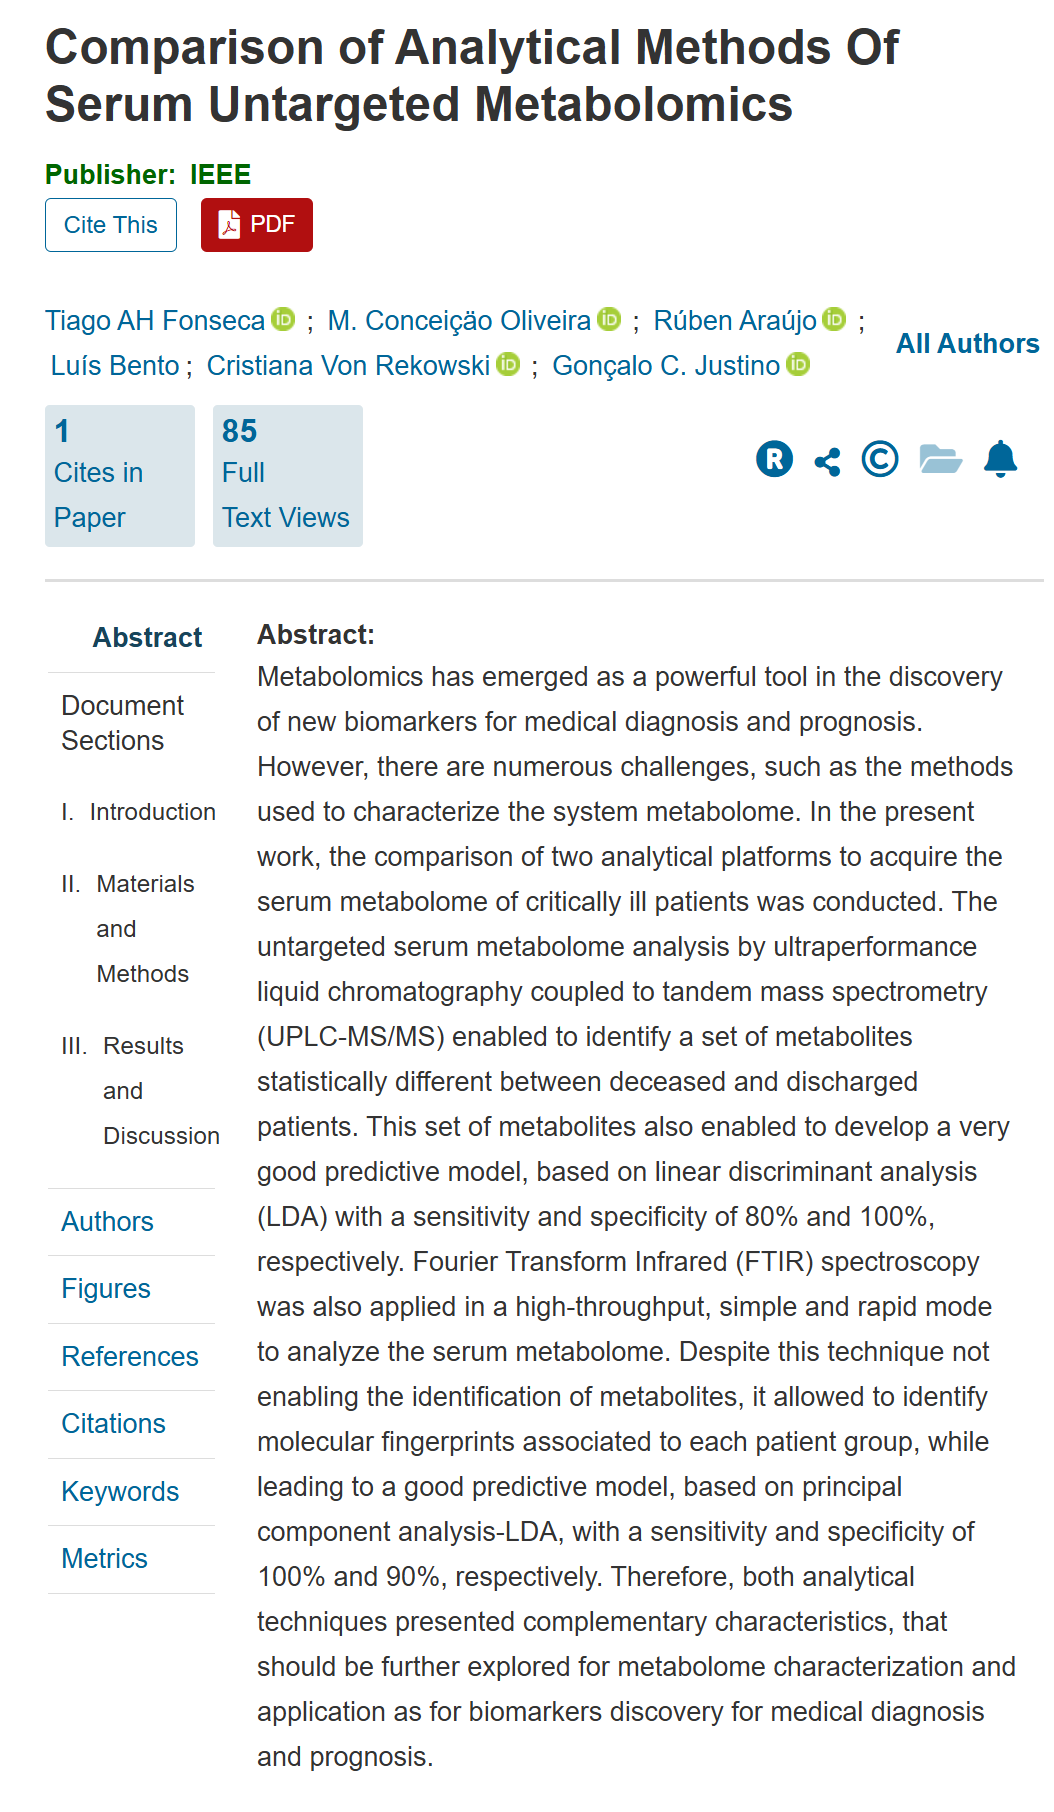 Comparison of Analytical Methods Of
Serum Untargeted Metabolomics
Publisher: IEEE
Cite This
PDF
Tiago AH Fonseca iD ; M. Conceição Oliveira iD ; Rúben Araújo iD ;
Luís Bento ; Cristiana Von Rekowski iD ; Gonçalo C. Justino iD
All Authors
1
Cites in
Paper
85
Full
Text Views
R
©
Abstract
Document
Sections
I. Introduction
II. Materials
and
Methods
III. Results
and
Discussion
Authors
Figures
References
Citations
Keywords
Metrics
Abstract:
Metabolomics has emerged as a powerful tool in the discovery
of new biomarkers for medical diagnosis and prognosis.
However, there are numerous challenges, such as the methods
used to characterize the system metabolome. In the present
work, the comparison of two analytical platforms to acquire the
serum metabolome of critically ill patients was conducted. The
untargeted serum metabolome analysis by ultraperformance
liquid chromatography coupled to tandem mass spectrometry
(UPLC-MS/MS) enabled to identify a set of metabolites
statistically different between deceased and discharged
patients. This set of metabolites also enabled to develop a very
good predictive model, based on linear discriminant analysis
(LDA) with a sensitivity and specificity of 80% and 100%,
respectively. Fourier Transform Infrared (FTIR) spectroscopy
was also applied in a high-throughput, simple and rapid mode
to analyze the serum metabolome. Despite this technique not
enabling the identification of metabolites, it allowed to identify
molecular fingerprints associated to each patient group, while
leading to a good predictive model, based on principal
component analysis-LDA, with a sensitivity and specificity of
100% and 90%, respectively. Therefore, both analytical
techniques presented complementary characteristics, that
should be further explored for metabolome characterization and
application as for biomarkers discovery for medical diagnosis
and prognosis.